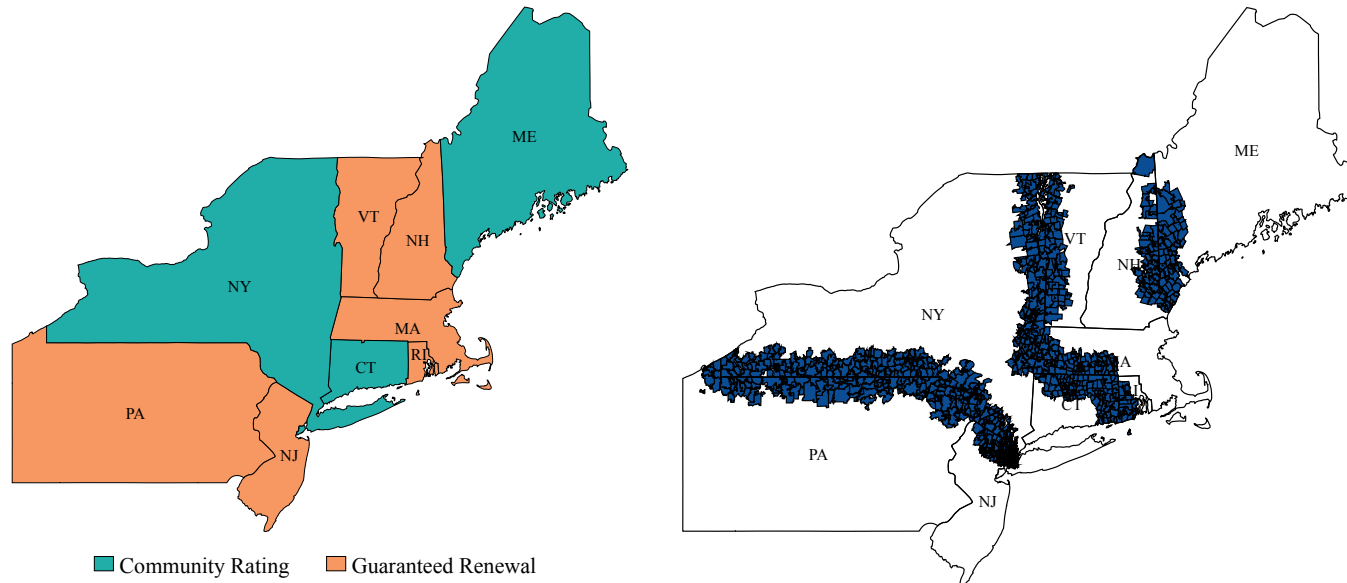 ME
VT
NH
NY
MA
RI
CT
PA
NJ
Community Rating
Guaranteed Renewal
ME
VT
NH
NY
CT
PA
NJ